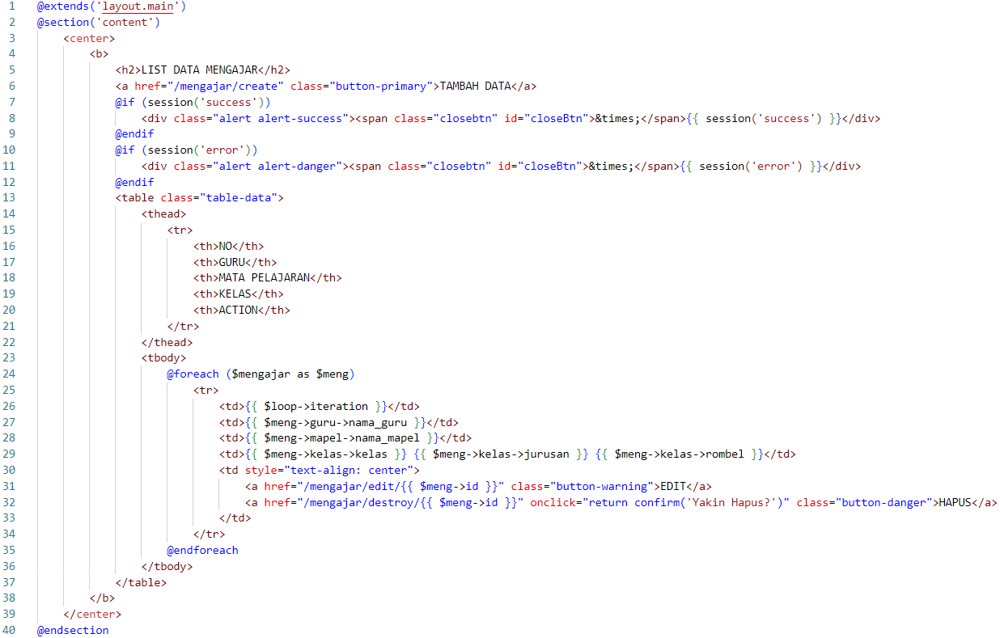 1 @extends('layout.main')
2 @section('content')
3 <center>
4 <b>
5 <h2>LIST DATA MENGAJAR</h2>
6 <a href="/mengajar/create" class="button-primary">TAMBAH DATA</a>
7 @if (session('success'))
8 <div class="alert alert-success"><span class="closebtn" id="closeBtn">&times;</span>{{ session('success') }}</div>
9 @endif
10 @if (session('error'))
11 <div class="alert alert-danger"><span class="closebtn" id="closeBtn">&times;</span>{{ session('error') }}</div>
12 @endif
13 <table class="table-data">
14 <thead>
15 <tr>
16 <th>NO</th>
17 <th>GURU</th>
18 <th>MATA PELAJARAN</th>
19 <th>KELAS</th>
20 <th>ACTION</th>
21 </tr>
22 </thead>
23 <tbody>
24 @foreach ($mengajar as $meng)
25 <tr>
26 <td>{{ $loop->iteration }}</td>
27 <td>{{ $meng->guru->nama_guru }}</td>
28 <td>{{ $meng->mapel->nama_mapel }}</td>
29 <td>{{ $meng->kelas->kelas }} {{ $meng->kelas->jurusan }} {{ $meng->kelas->rombel }}</td>
30 <td style="text-align: center">
31 <a href="/mengajar/edit/{{ $meng->id }}" class="button-warning">EDIT</a>
32 <a href="/mengajar/destroy/{{ $meng->id }}" onclick="return confirm('Yakin Hapus?')" class="button-danger">HAPUS</a>
33 </td>
34 </tr>
35 @endforeach
36 </tbody>
37 </table>
38 </b>
39 </center>
40 @endsection